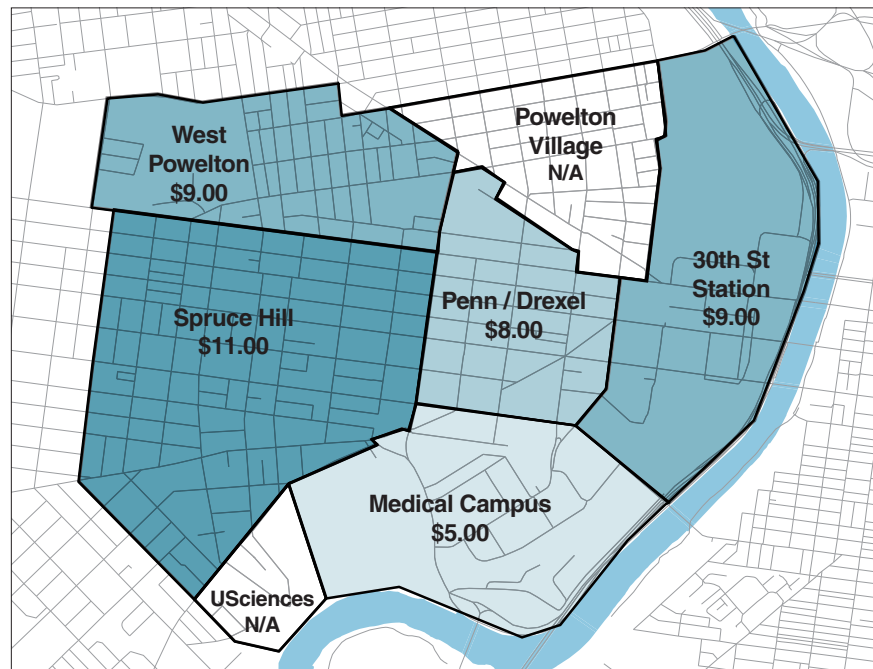 West
Powelton
$9.00
Powelton
Village
N/A
30th St
Station
$9.00
Penn / Drexel
$8.00
Spruce Hill
$11.00
Medical Campus
$5.00
USciences
N/A